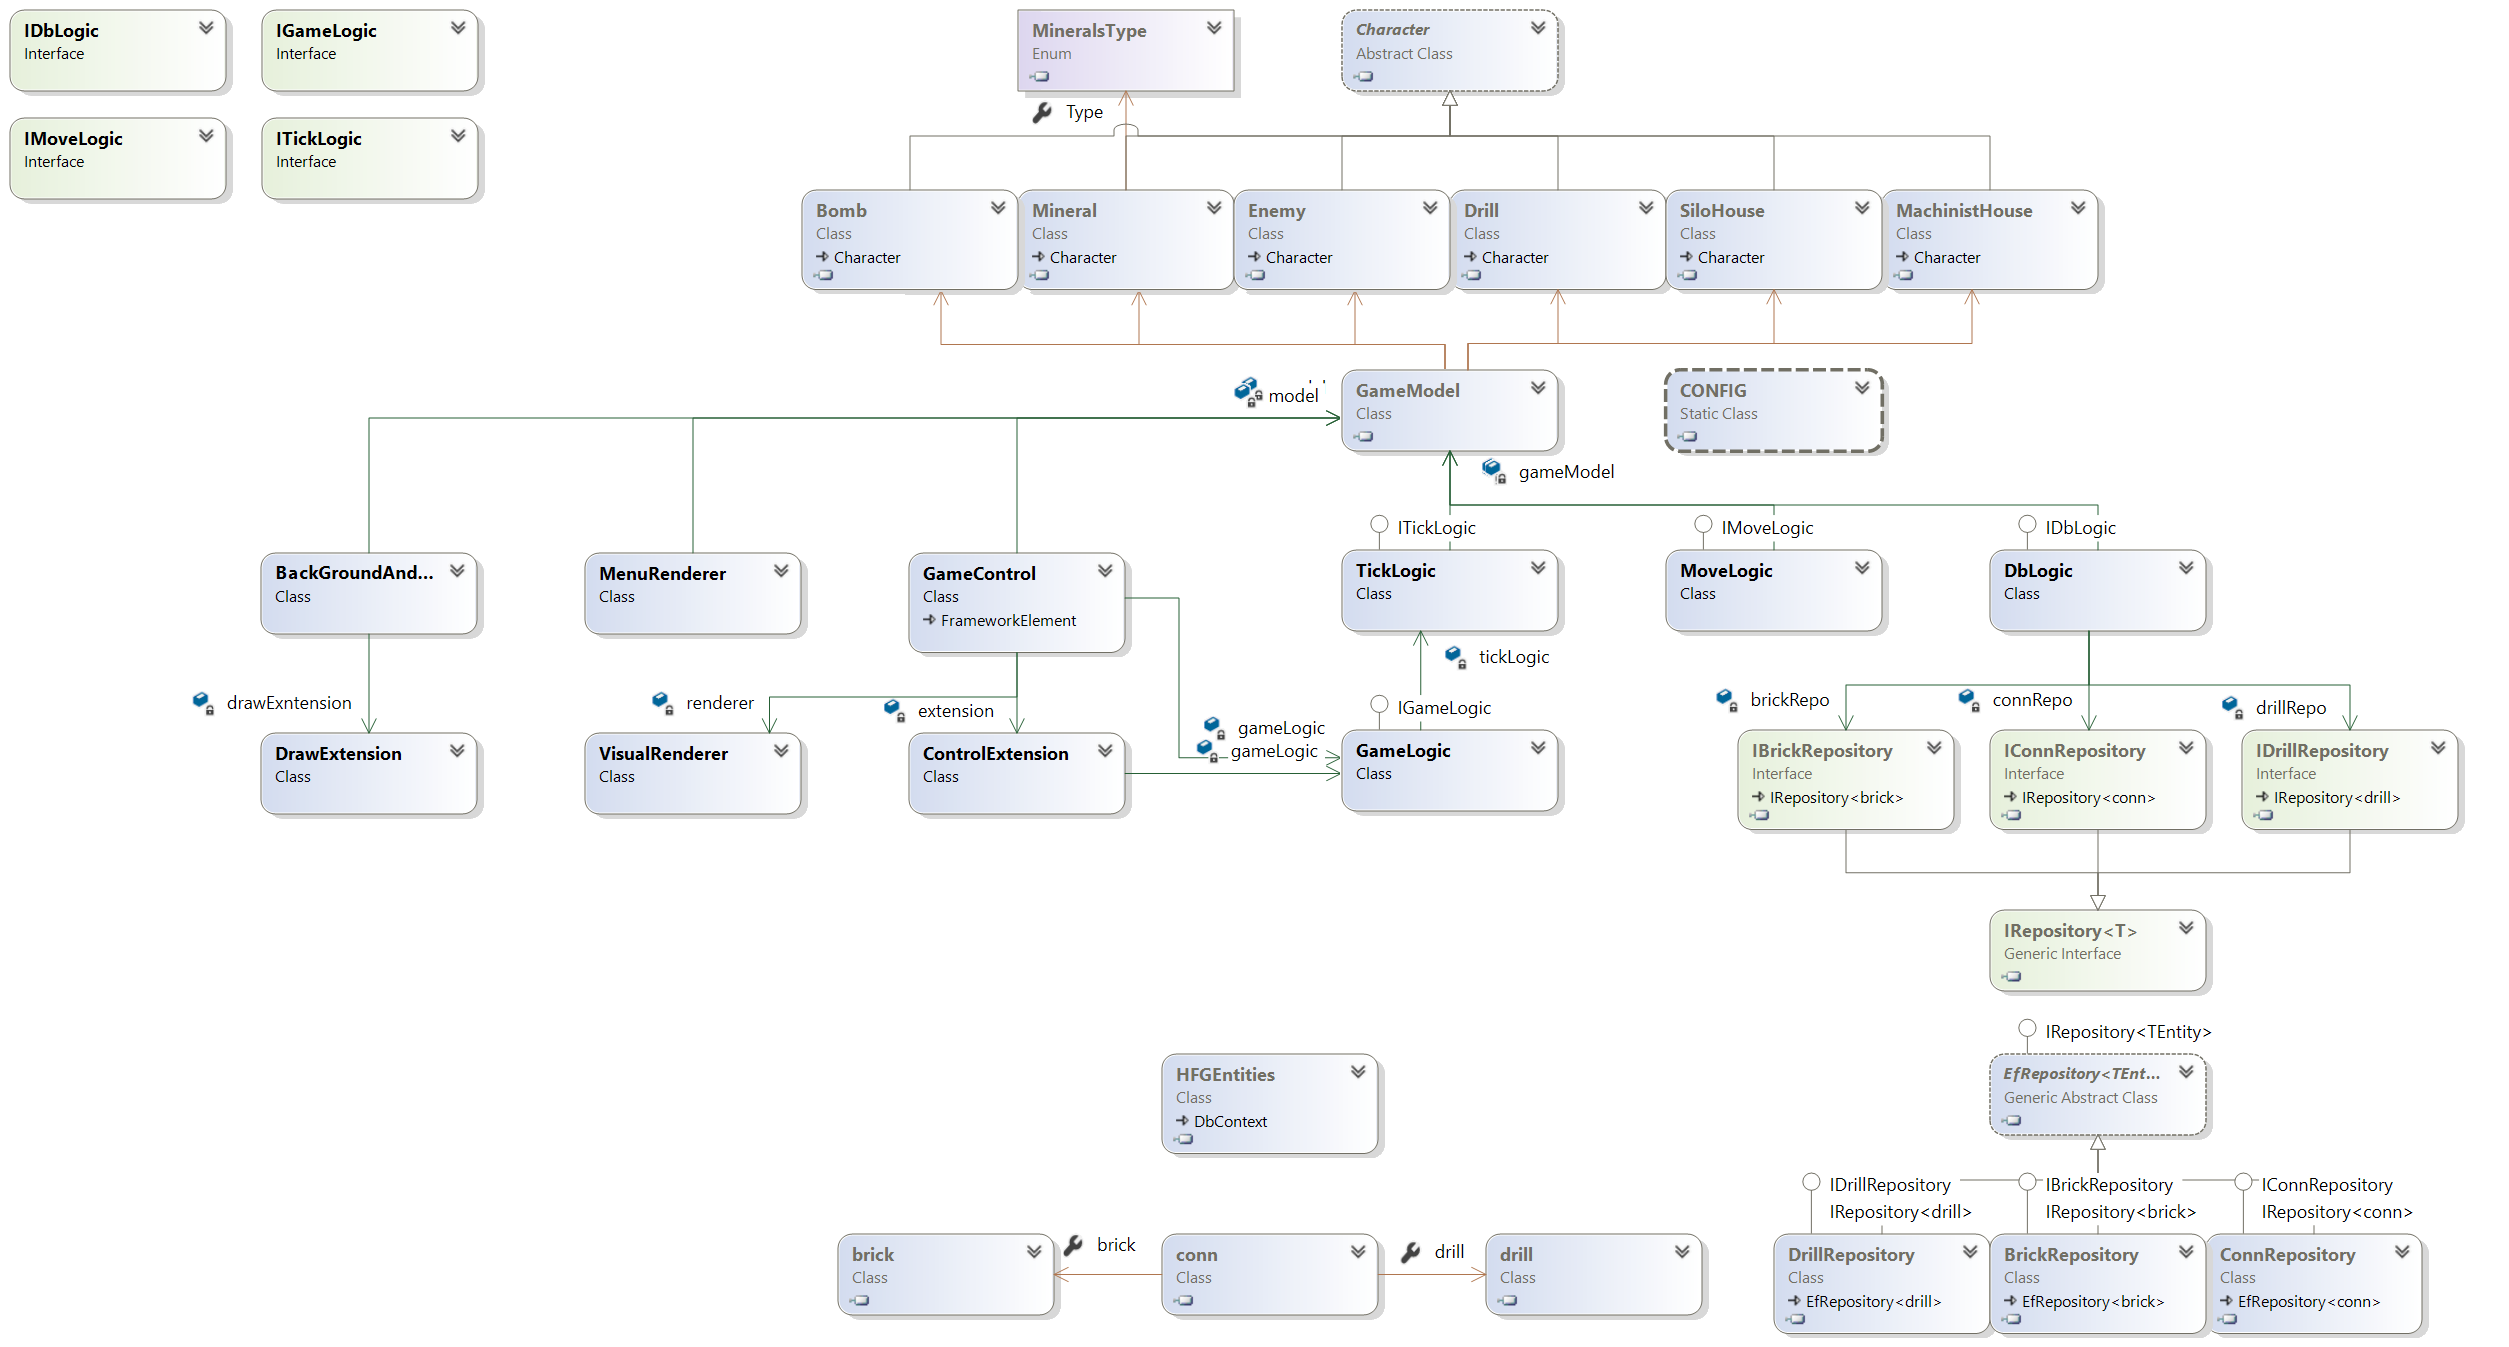 IDbLogic
Interface
IGameLogic
Interface
MineralsType
Enum
Character
Abstract Class
Type
IMoveLogic
Interface
ITickLogic
Interface
Bomb
Class
Character
Mineral
Class
Character
Enemy
Class
Character
Drill
Class
Character
SiloHouse
Class
Character
MachinistHouse
Class
Character
model
GameModel
Class
CONFIG
Static Class
gameModel
ITickLogic
IMoveLogic
IDbLogic
BackGroundAnd...
Class
MenuRenderer
Class
GameControl
Class
FrameworkElement
TickLogic
Class
MoveLogic
Class
DbLogic
Class
tickLogic
drawExntension
renderer
extension
gameLogic
gameLogic
IGameLogic
brickRepo
connRepo
drillRepo
DrawExtension
Class
VisualRenderer
Class
ControlExtension
Class
GameLogic
Class
IBrickRepository
Interface
IRepository<brick>
IConnRepository
Interface
IRepository<conn>
IDrillRepository
Interface
IRepository<drill>
IRepository<T>
Generic Interface
IRepository<TEntity>
EfRepository<TEnt...
Generic Abstract Class
HFGEntities
Class
DbContext
IDrillRepository
IRepository<drill>
IBrickRepository
IRepository<brick>
IConnRepository
IRepository<conn>
brick
Class
brick
conn
Class
drill
drill
Class
DrillRepository
Class
EfRepository<drill>
BrickRepository
Class
EfRepository<brick>
ConnRepository
Class
EfRepository<conn>